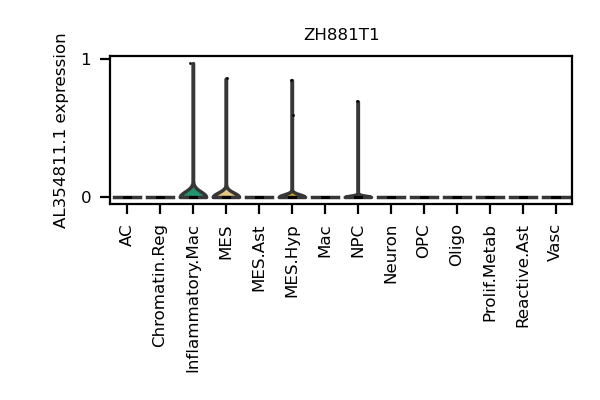 ZH881T1
AL354811.1 expression
1
0
AC
Chromatin.Reg
Inflammatory.Mac
MES
MES.Ast
MES.Hyp
Mac
NPC
Neuron
OPC
Oligo
Prolif.Metab
Reactive.Ast
Vasc